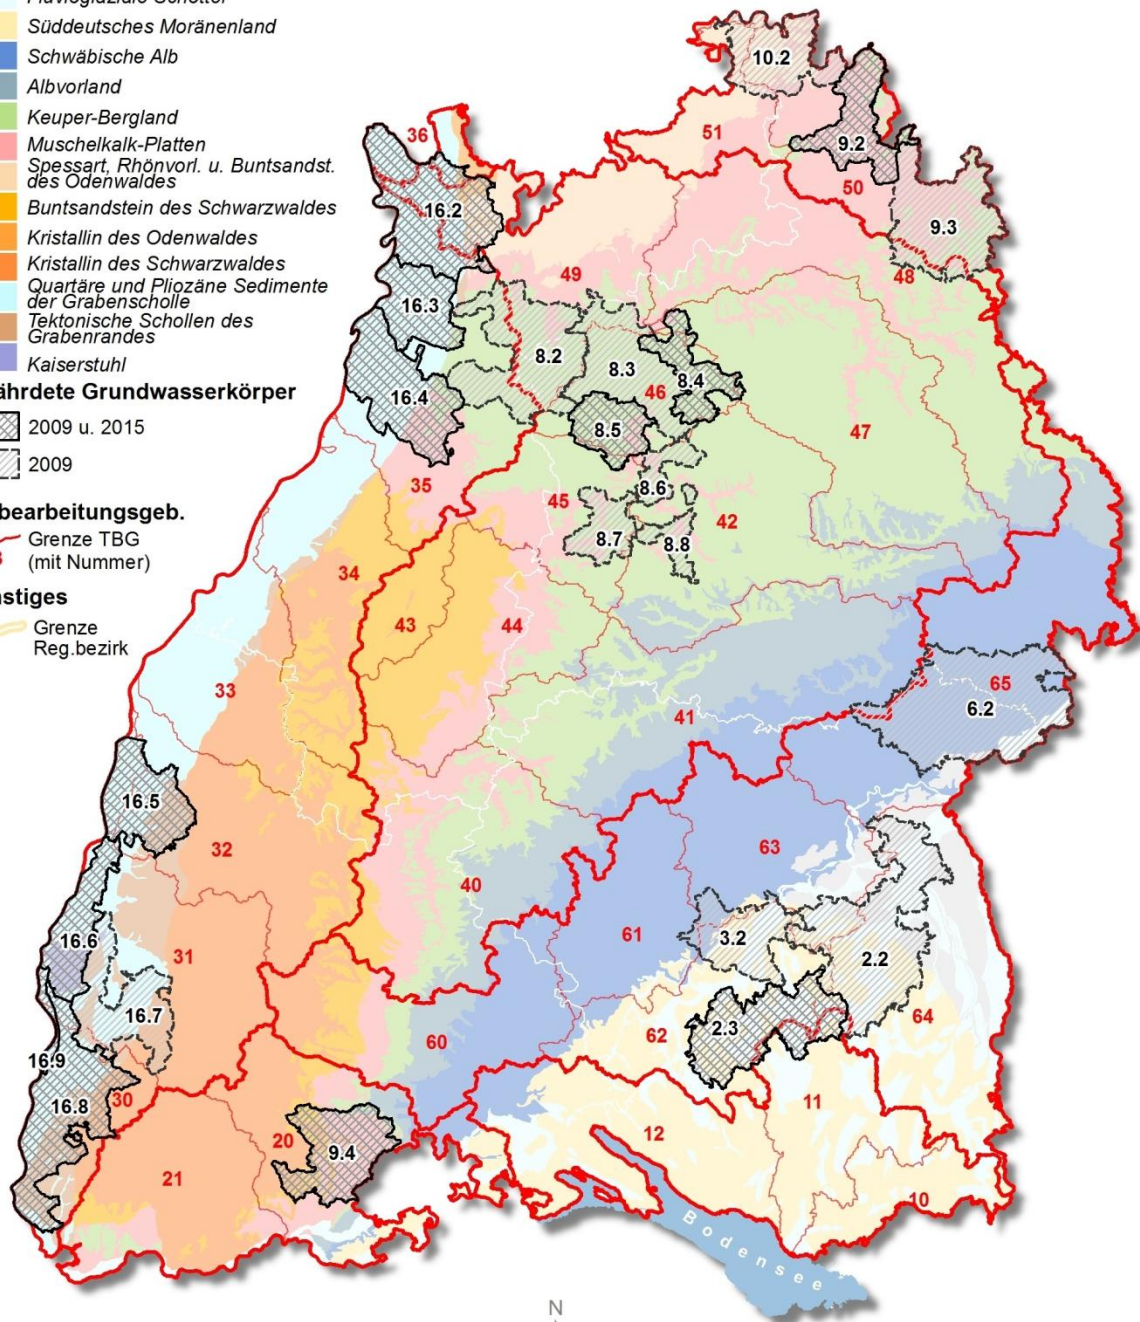 Fluvioglaziale Schotter
Süddeutsches Moränenland
Schwäbische Alb
Albvorland
Keuper-Bergland
Muschelkalk-Platten
Spessart, Rhönvorl. u. Buntsandst.
des Odenwaldes
Buntsandstein des Schwarzwaldes
Kristallin des Odenwaldes
Kristallin des Schwarzwaldes
Quartäre und Pliozäne Sedimente
der Grabenscholle
Tektonische Schollen des
Grabenrandes
Kaiserstuhl
ährdete Grundwasserkörper
2009 u. 2015
2009
bearbeitungsgeb.
Grenze TBG
(mit Nummer)
nstiges
Grenze
Reg.bezirk
10.2
36
51
9.2
50
16.2
9.3
49
48
16.3
8.2
8.3
8.4
46
16.4
8.5
47
35
45
8.6
42
8.7
8.8
34
43
44
33
41
65
6.2
16.5
32
63
40
16.6
61
3.2
31
2.2
16.7
2.3
62
64
60
16.9
16.8
30
11
12
20
9.4
21
10
Bodensee
N